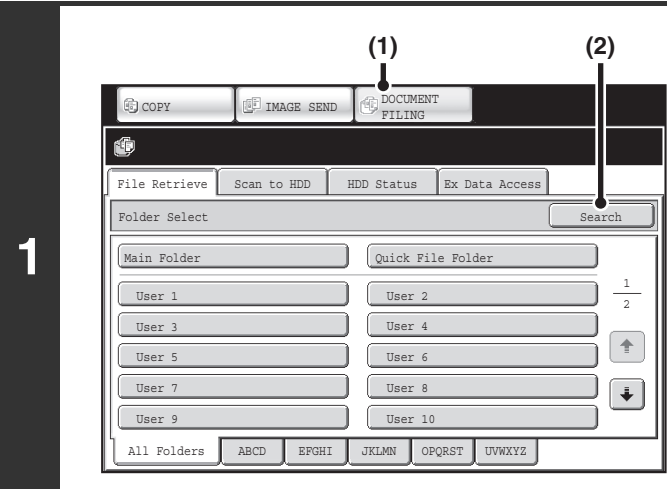 (1) (2)
1
COPY IMAGE SEND DOCUMENT
FILING
File Retrieve Scan to HDD HDD Status Ex Data Access
Folder Select Search
Main Folder Quick File Folder
User 1 User 2 1
2
User 3 User 4
User 5 User 6
User 7 User 8
User 9 User 10
All Folders ABCD EFGHI JKLMN OPQRST UVWXYZ